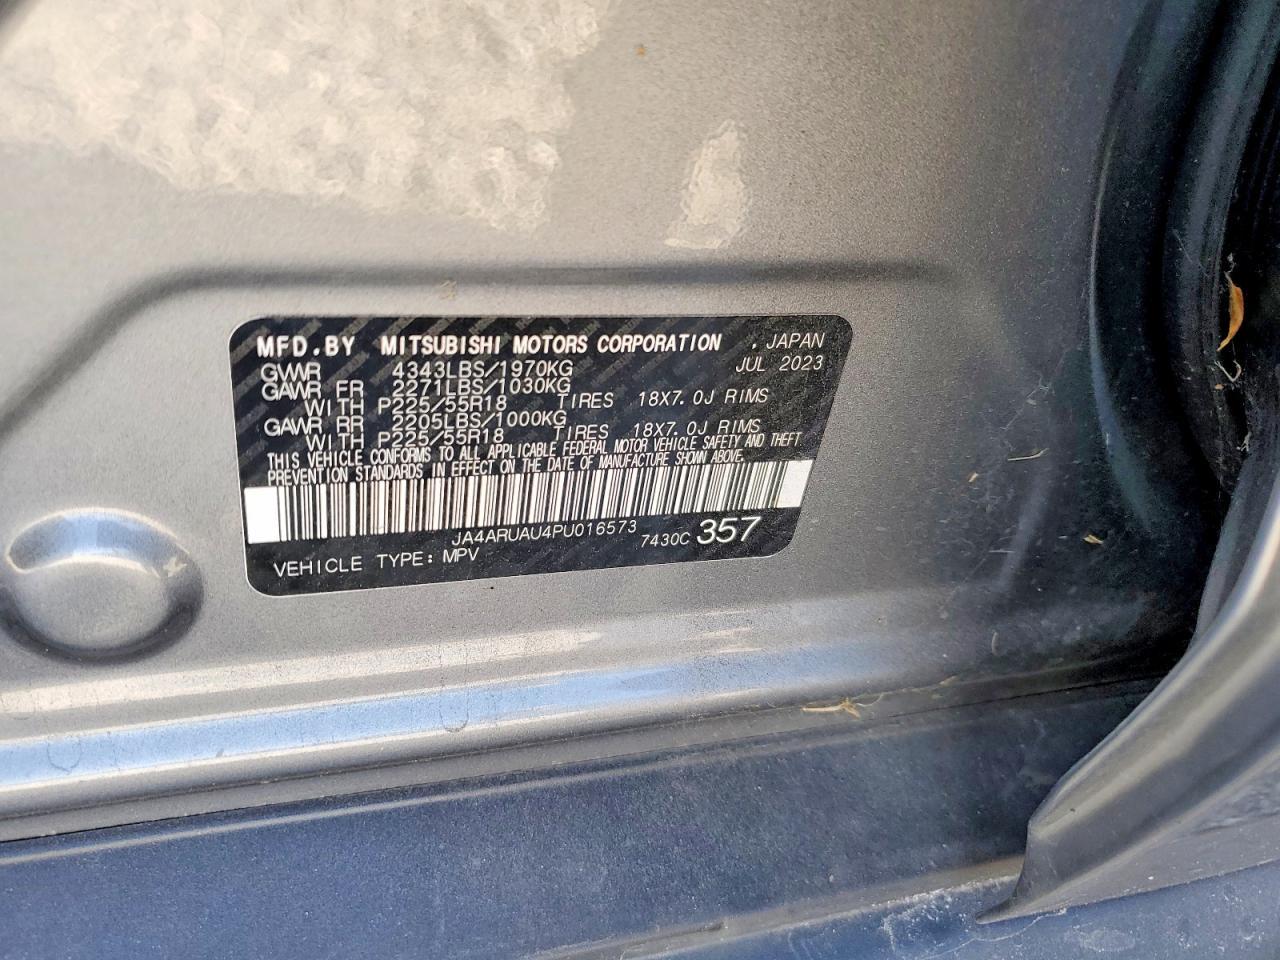 MFD.BY MITSUBISHI MOTORS CORPORATION , JAPAN
GVWR 4343LBS/1970KG JUL 2023
GAWR FR 2271LBS/1030KG
WITH P225/55R18 TIRES 18X7.0J RIMS
GAWR RR 2205LBS/1000KG
WITH P225/55R18 TIRES 18X7.0J RIMS
THIS VEHICLE CONFORMS TO ALL APPLICABLE FEDERAL MOTOR VEHICLE SAFETY AND THEFT
PREVENTION STANDARDS IN EFFECT ON THE DATE OF MANUFACTURE SHOWN ABOVE.
JA4ARUAU4PU016573 7430C 357
VEHICLE TYPE: MPV